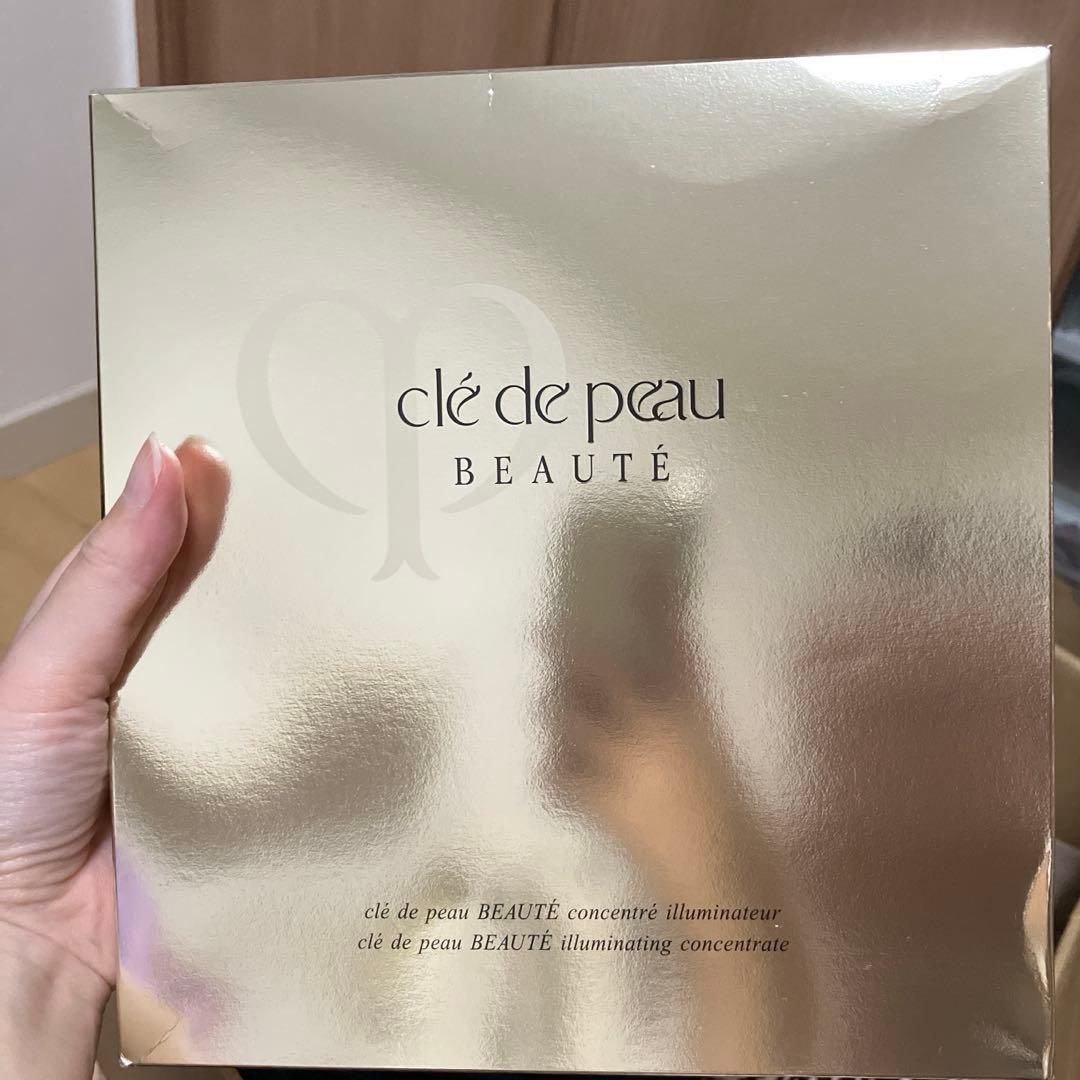 clé de peau
BEAUTÉ
clé de peau BEAUTÉ concentré illuminateur
clé de peau BEAUTÉ illuminating concentrate